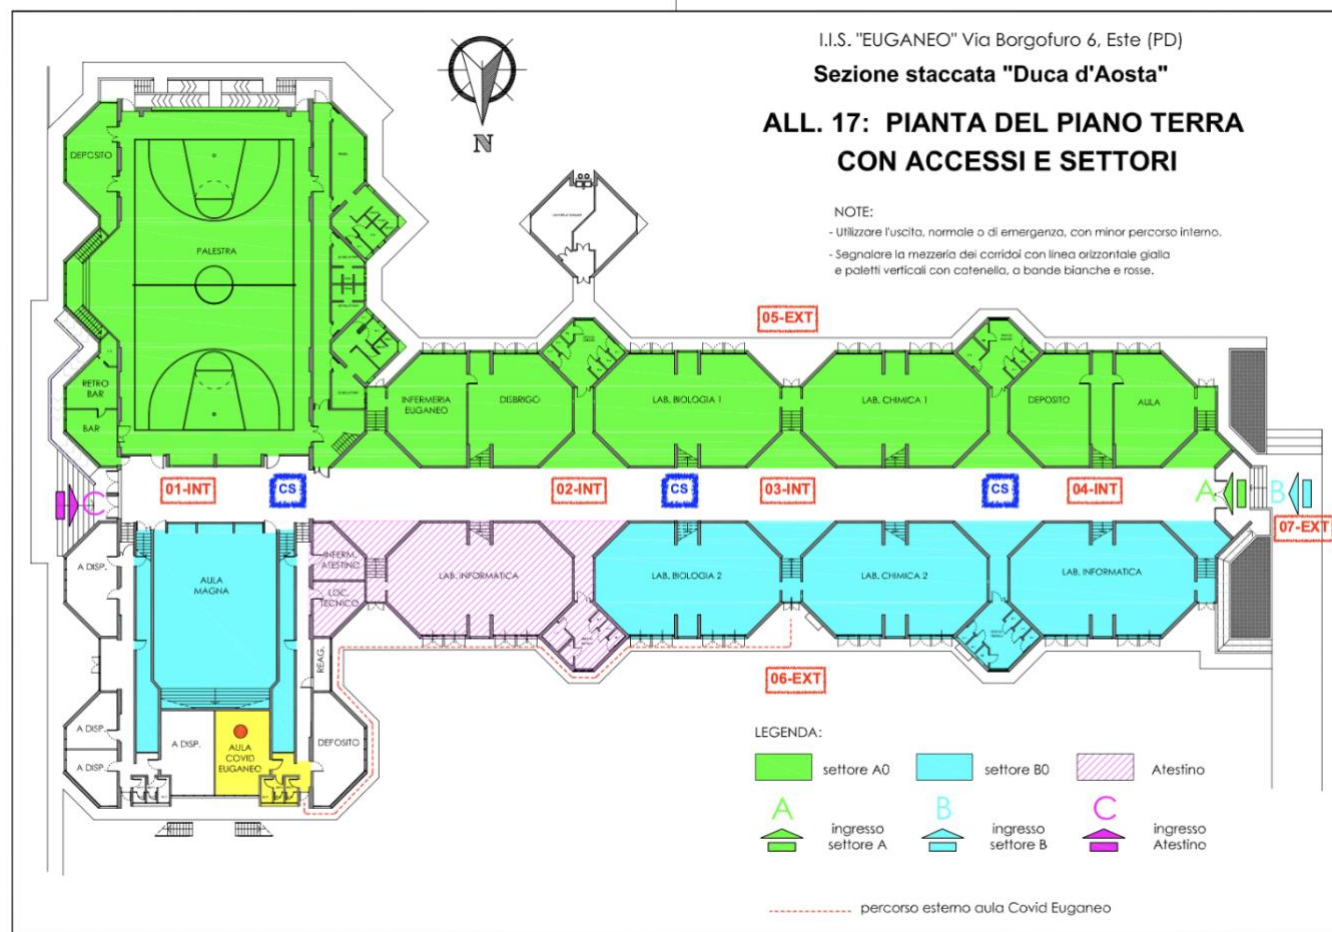 I.I.S. "EUGANEO" Via Borgofuro 6, Este (PD)
Sezione staccata "Duca d'Aosta"
ALL. 17: PIANTA DEL PIANO TERRA
CON ACCESSI E SETTORI
NOTE:
- Utilizzare l'uscita, normale o di emergenza, con minor percorso interno.
- Segnalare la mezzeria dei corridoi con linea orizzontale gialla
e paletti verticali con catenella, a bande bianche e rosse.
N
DEPOSITO
PALESTRA
RETRO
BAR
BAR
05-EXT
INFERMERIA
EUGANEO
DISBRIGO
LAB. BIOLOGIA 1
LAB. CHIMICA 1
DEPOSITO
AULA
C
01-INT
CS
02-INT
CS
03-INT
CS
04-INT
A
B
07-EXT
A DISP.
AULA
MAGNA
INFERM.
ATESTINO
LOC.
TECNICO
LAB. INFORMATICA
LAB. BIOLOGIA 2
LAB. CHIMICA 2
LAB. INFORMATICA
REAG.
06-EXT
A DISP.
A DISP.
A DISP.
AULA
COVID
EUGANEO
DEPOSITO
LEGENDA:
settore A0
settore B0
Atestino
A
ingresso
settore A
B
ingresso
settore B
C
ingresso
Atestino
percorso esterno aula Covid Euganeo